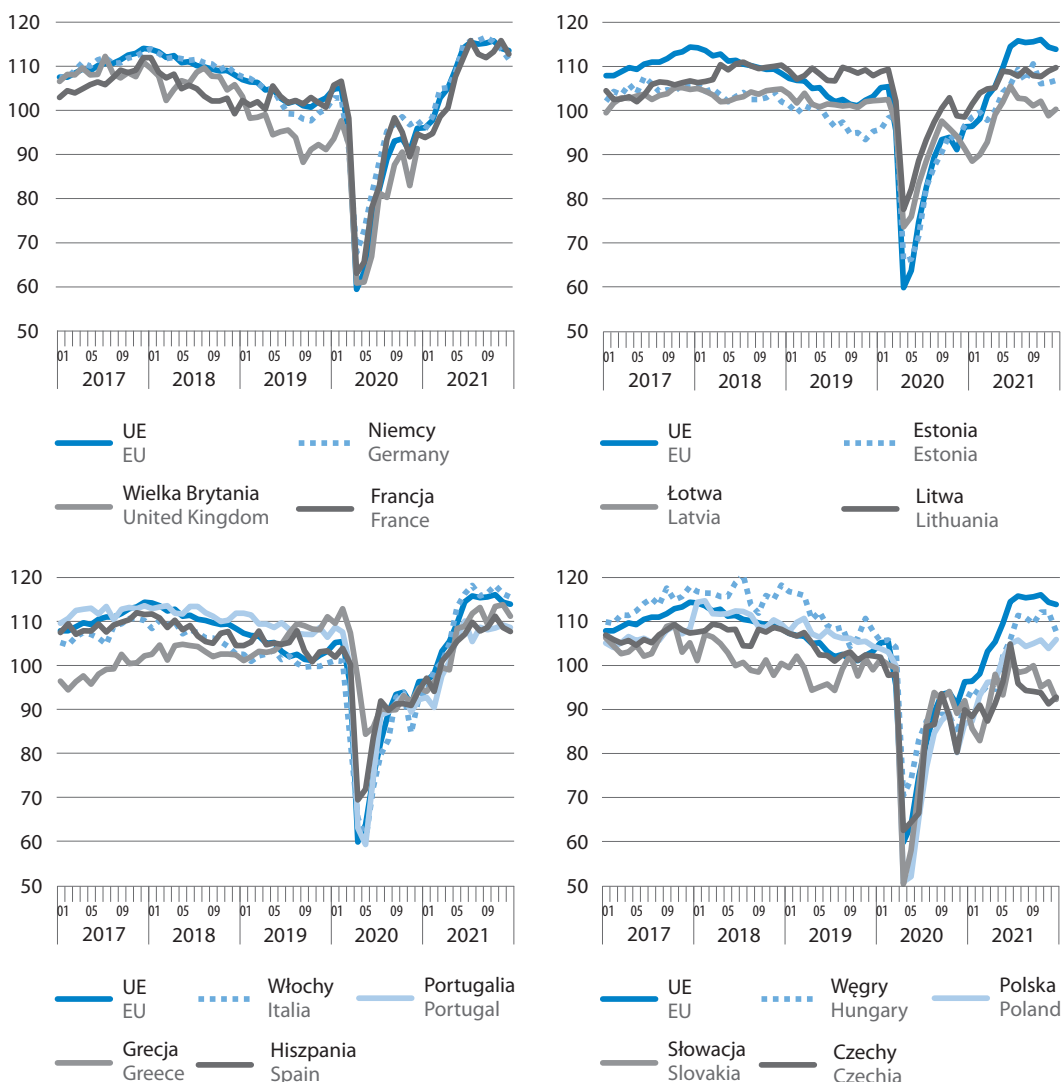 120
110
100
90
80
70
60
50
01 05 09 01 05 09 01 05 09 01 05 09 01 05 09
2017 2018 2019 2020 2021
UE
EU
Niemcy
Germany
Wielka Brytania
United Kingdom
Francja
France
120
110
100
90
80
70
60
50
01 05 09 01 05 09 01 05 09 01 05 09 01 05 09
2017 2018 2019 2020 2021
UE
EU
Estonia
Estonia
Łotwa
Latvia
Litwa
Lithuania
120
110
100
90
80
70
60
50
01 05 09 01 05 09 01 05 09 01 05 09 01 05 09
2017 2018 2019 2020 2021
UE
EU
Włochy
Italia
Portugalia
Portugal
Grecja
Greece
Hiszpania
Spain
120
110
100
90
80
70
60
50
01 05 09 01 05 09 01 05 09 01 05 09 01 05 09
2017 2018 2019 2020 2021
UE
EU
Węgry
Hungary
Polska
Poland
Słowacja
Slovakia
Czechy
Czechia